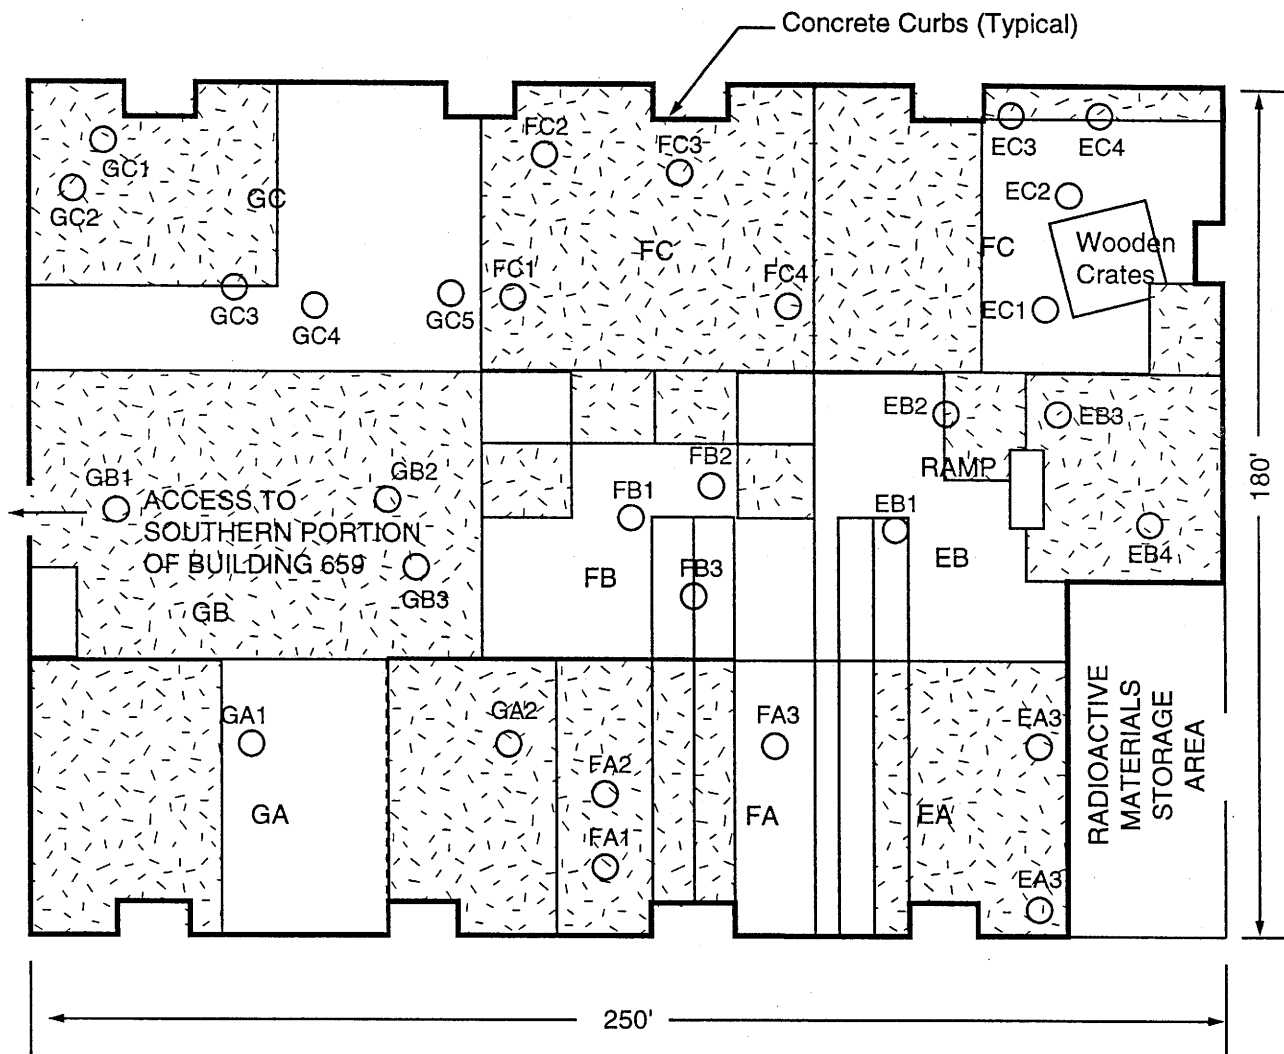 Concrete Curbs (Typical)
FC2
FC3
EC3
EC4
GC1
GC
GC2
EC2
FC
FC
Wooden
Crates
FC1
FC4
GC3
GC4
GC5
EC1
EB2
EB3
GB1
GB2
FB2
RAMP
FB1
EB1
180'
ACCESS TO
SOUTHERN PORTION
OF BUILDING 659
EB4
EB
FB
FB3
GB3
GB
GA1
GA2
FA3
EA3
FA2
FA1
GA
FA
EA
EA3
RADIOACTIVE
MATERIALS
STORAGE
AREA
250'